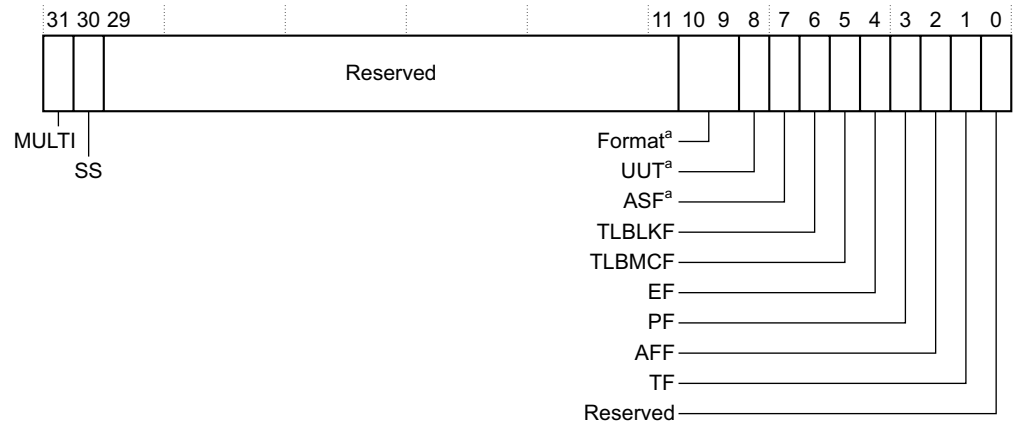 31 30 29 11 10 9 8 7 6 5 4 3 2 1 0
Reserved
MULTI
SS
Formatᵃ
UUTᵃ
ASFᵃ
TLBLKF
TLBMCF
EF
PF
AFF
TF
Reserved